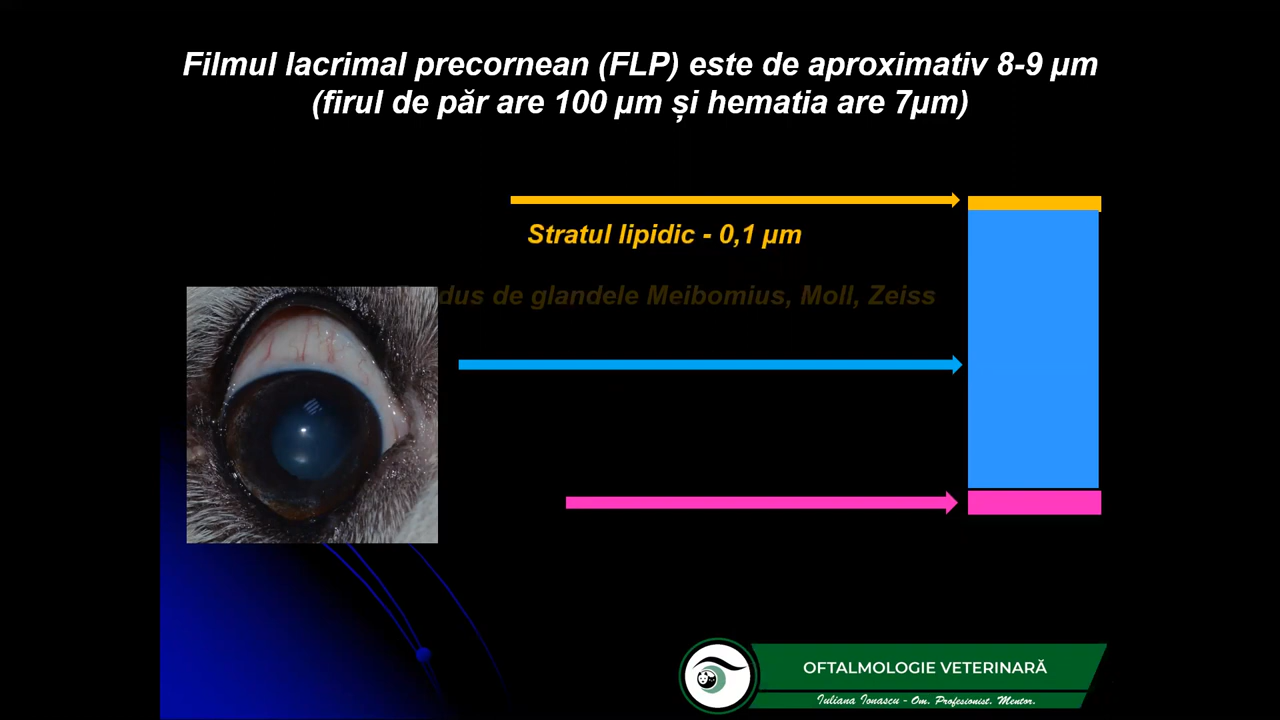 Filmul lacrimal precornean (FLP) este de aproximativ 8-9 µm
(firul de păr are 100 µm și hematia are 7µm)
Stratul lipidic - 0,1 µm
de glandele Meibomius, Moll, Zeiss
OFTALMOLOGIE VETERINARĂ
Iuliana Ionascu - Om. Profesionist. Mentor.